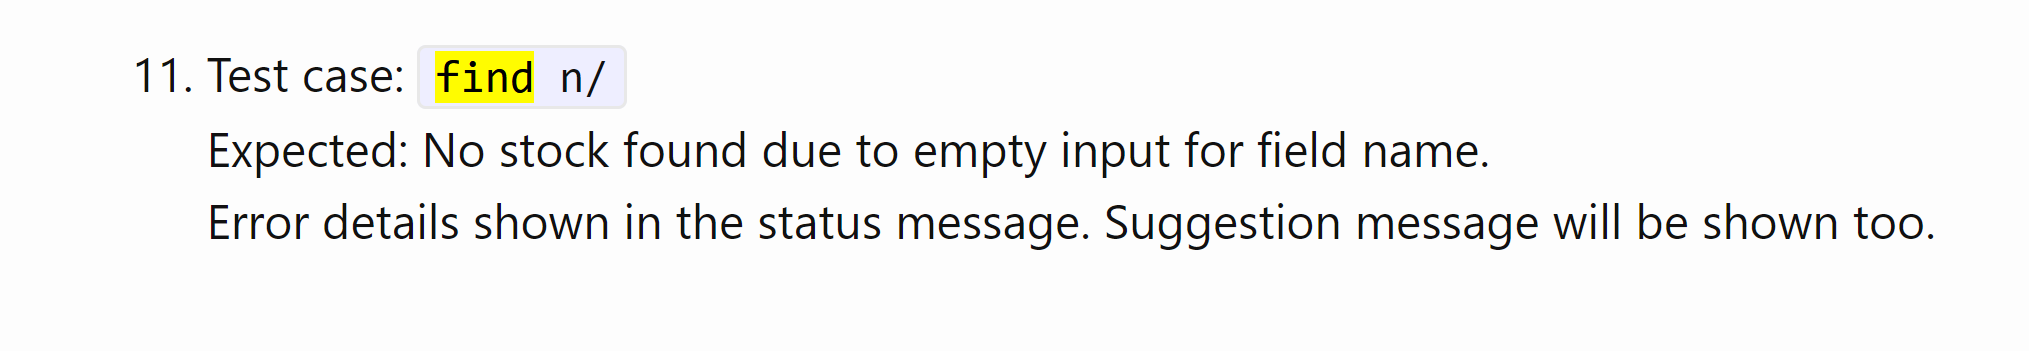 11. Test case: find n/
Expected: No stock found due to empty input for field name.
Error details shown in the status message. Suggestion message will be shown too.